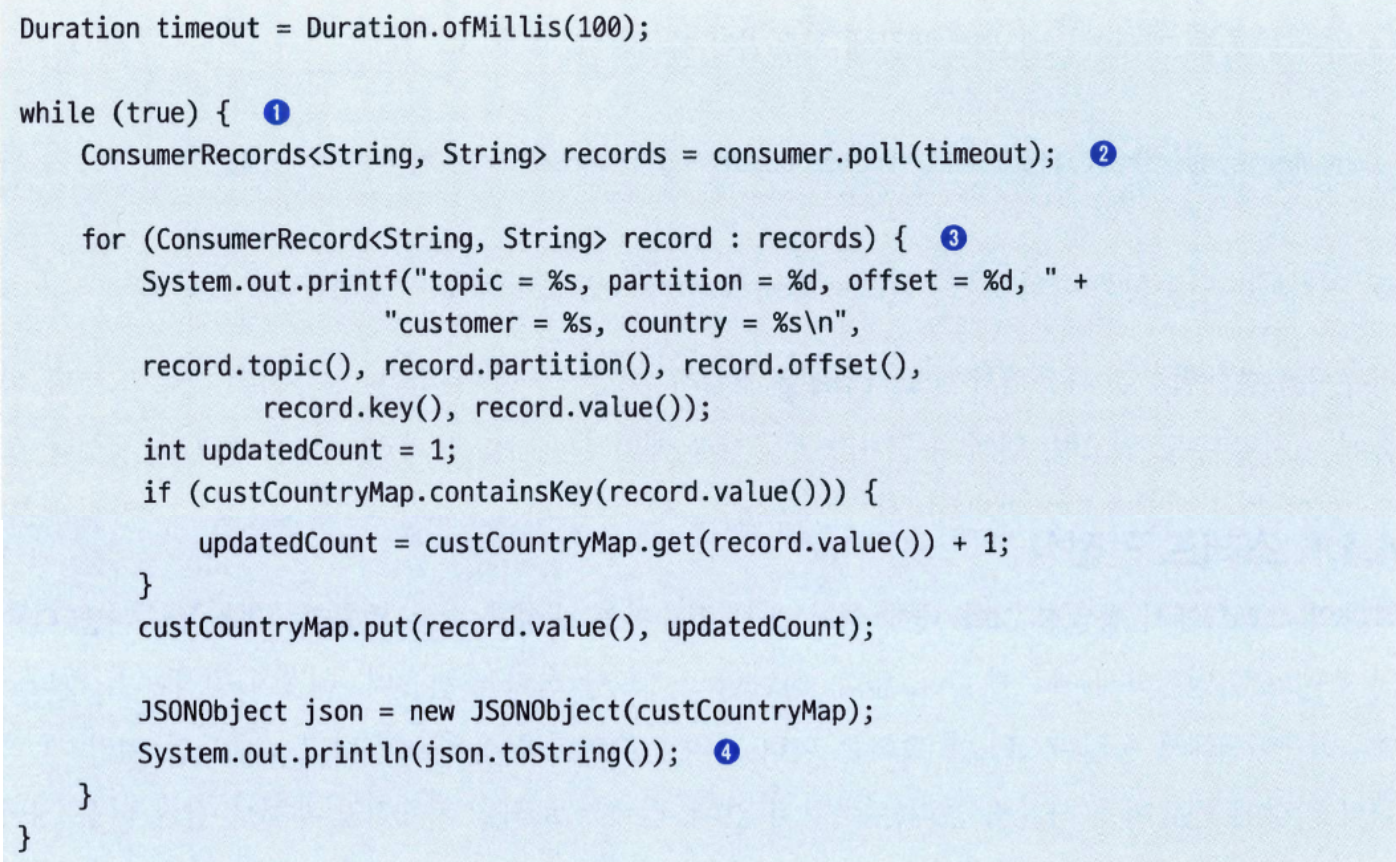 Duration timeout = Duration.ofMillis(100);
while (true) { ❶
ConsumerRecords<String, String> records = consumer.poll(timeout); ❷
for (ConsumerRecord<String, String> record : records) { ❸
System.out.printf("topic = %s, partition = %d, offset = %d, " +
"customer = %s, country = %s\n",
record.topic(), record.partition(), record.offset(),
record.key(), record.value());
int updatedCount = 1;
if (custCountryMap.containsKey(record.value())) {
updatedCount = custCountryMap.get(record.value()) + 1;
}
custCountryMap.put(record.value(), updatedCount);
JSONObject json = new JSONObject(custCountryMap);
System.out.println(json.toString()); ❹
}
}